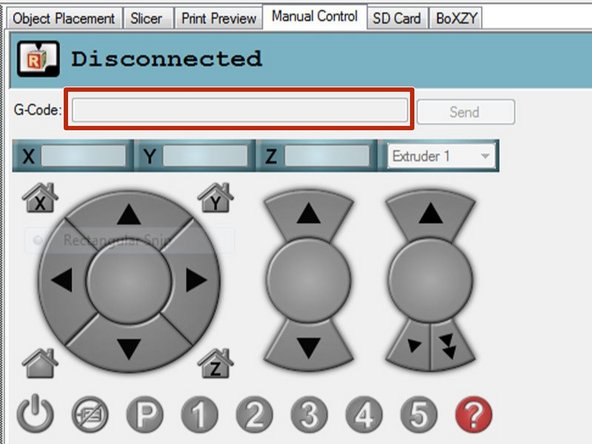 Object Placement Slicer Print Preview Manual Control SD Card BoXZY
R Disconnected
G-Code: Send
X Y Z Extruder 1
X Y
Rectangular Snip
Z
P 1 2 3 4 5 ?